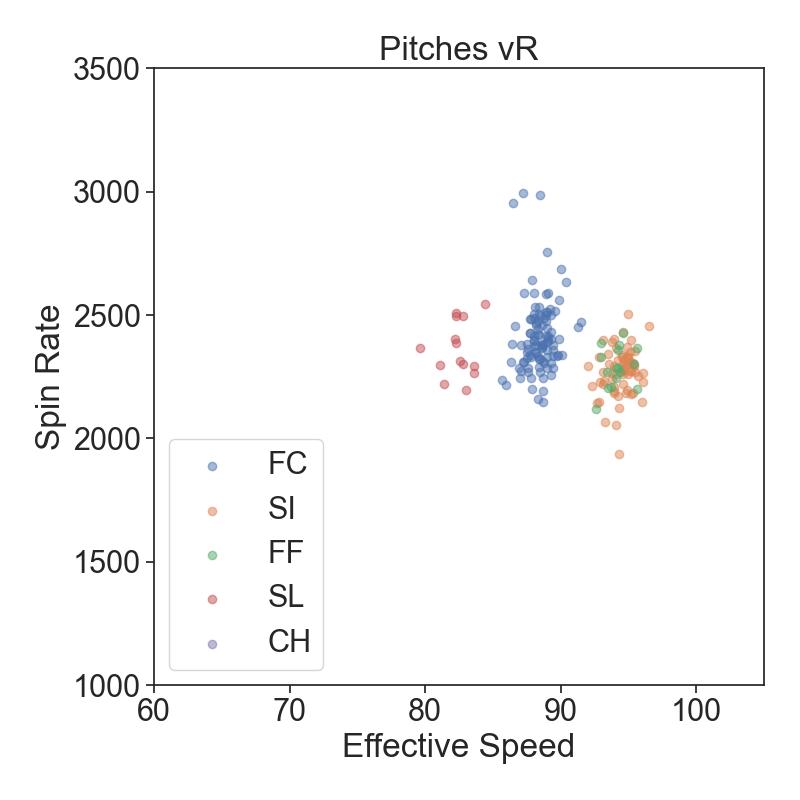 Pitches vR
3500
3000
2500
2000
1500
1000
Spin Rate
FC
SI
FF
SL
CH
60 70 80 90 100
Effective Speed